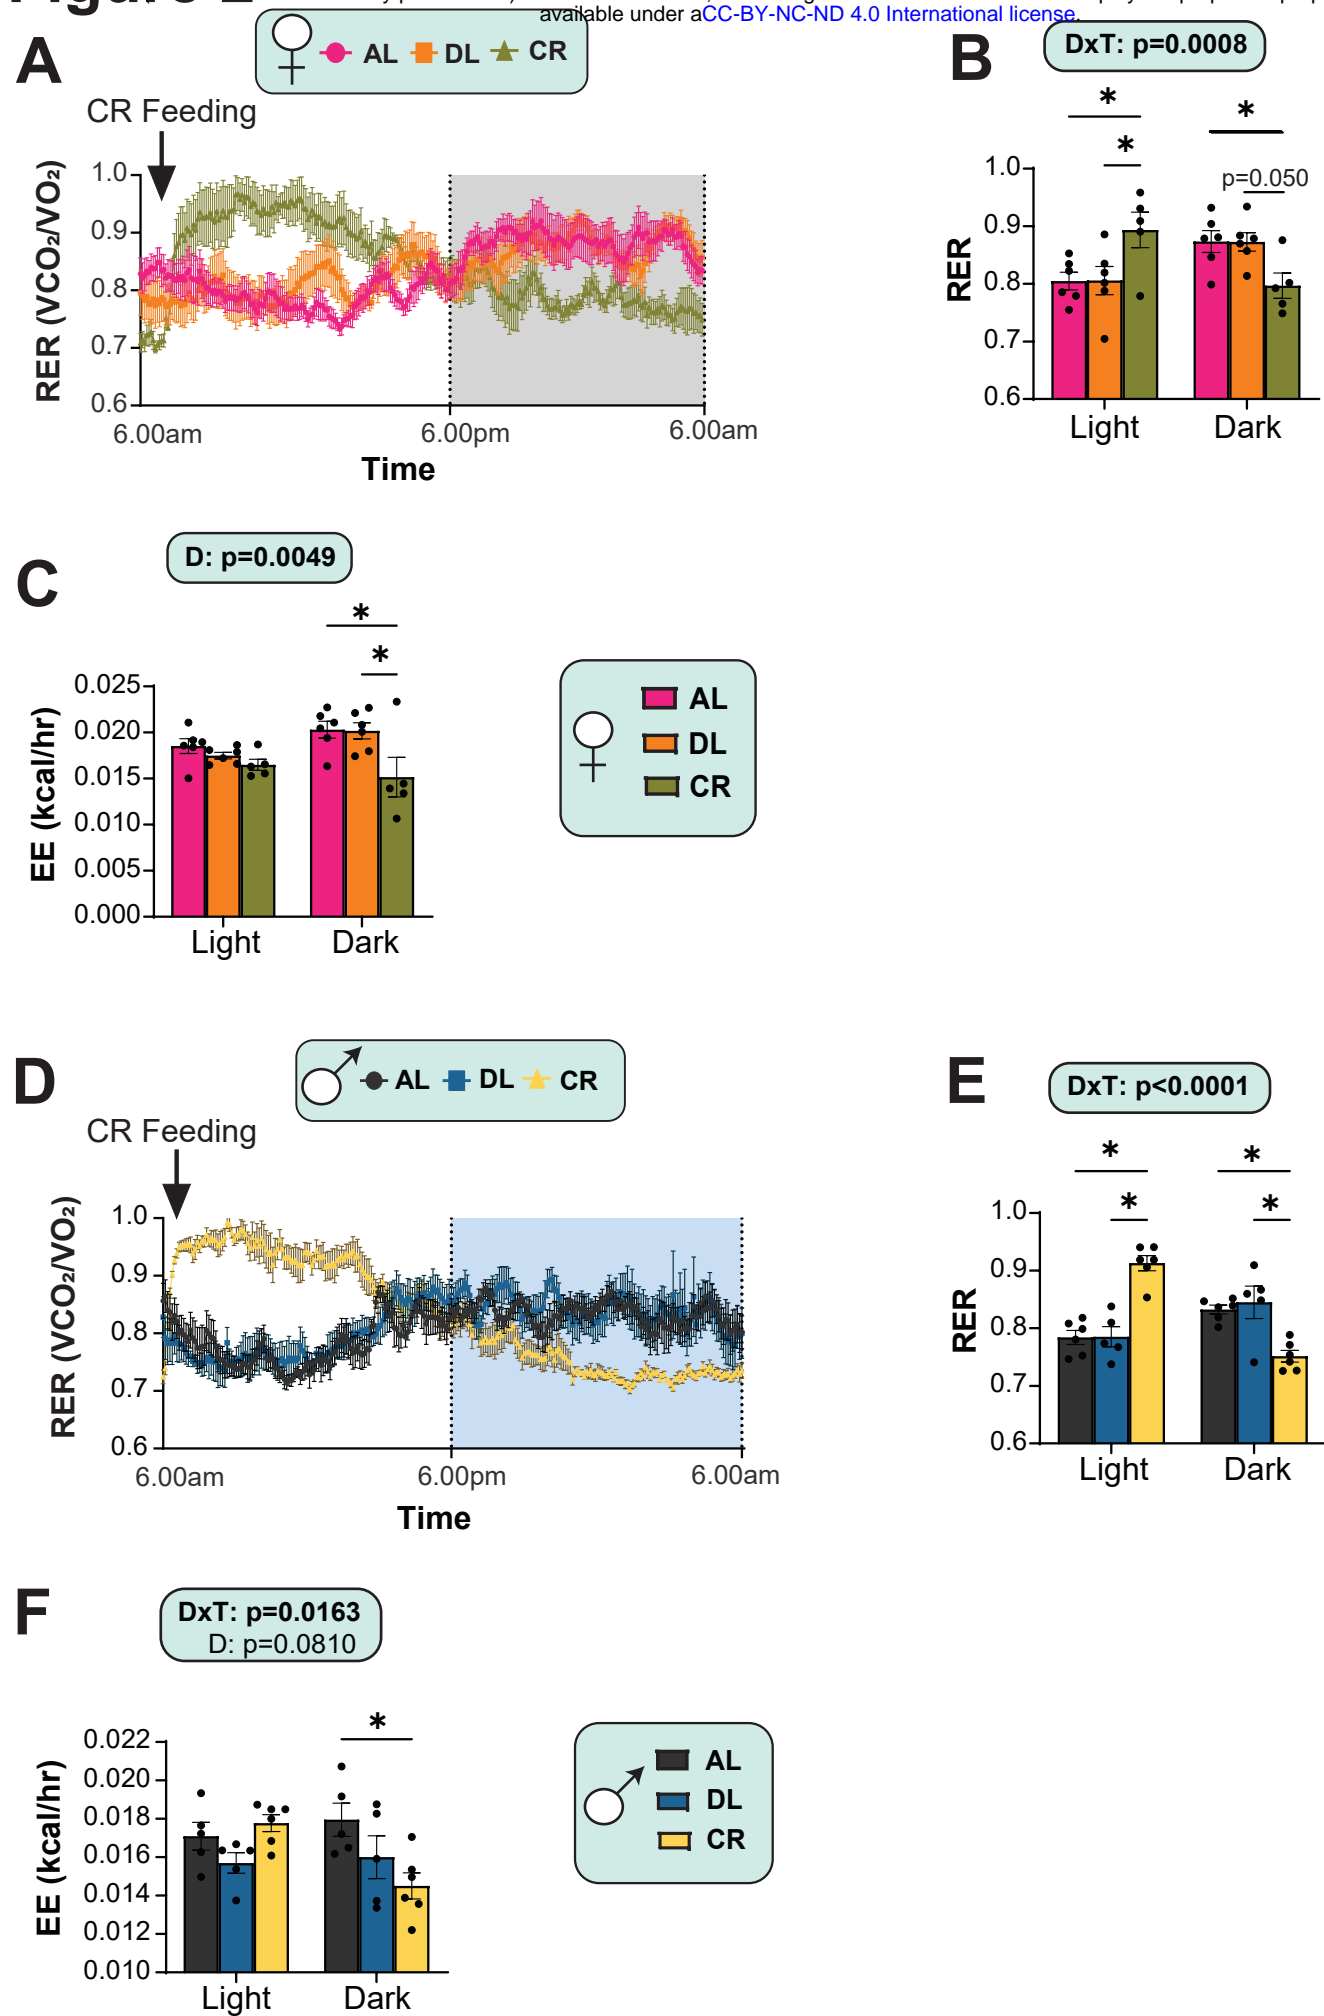 available under aCC-BY-NC-ND 4.0 International license.
A
AL DL CR
CR Feeding
RER (VCO₂/VO₂)
1.0
0.9
0.8
0.7
0.6
6.00am 6.00pm 6.00am
Time
B
DxT: p=0.0008
* *
* p=0.050
RER
1.0
0.9
0.8
0.7
0.6
Light Dark
C
D: p=0.0049
*
*
EE (kcal/hr)
0.025
0.020
0.015
0.010
0.005
0.000
Light Dark
AL
DL
CR
D
AL DL CR
CR Feeding
RER (VCO₂/VO₂)
1.0
0.9
0.8
0.7
0.6
6.00am 6.00pm 6.00am
Time
E
DxT: p<0.0001
* *
* *
RER
1.0
0.9
0.8
0.7
0.6
Light Dark
F
DxT: p=0.0163
D: p=0.0810
*
EE (kcal/hr)
0.022
0.020
0.018
0.016
0.014
0.012
0.010
Light Dark
AL
DL
CR